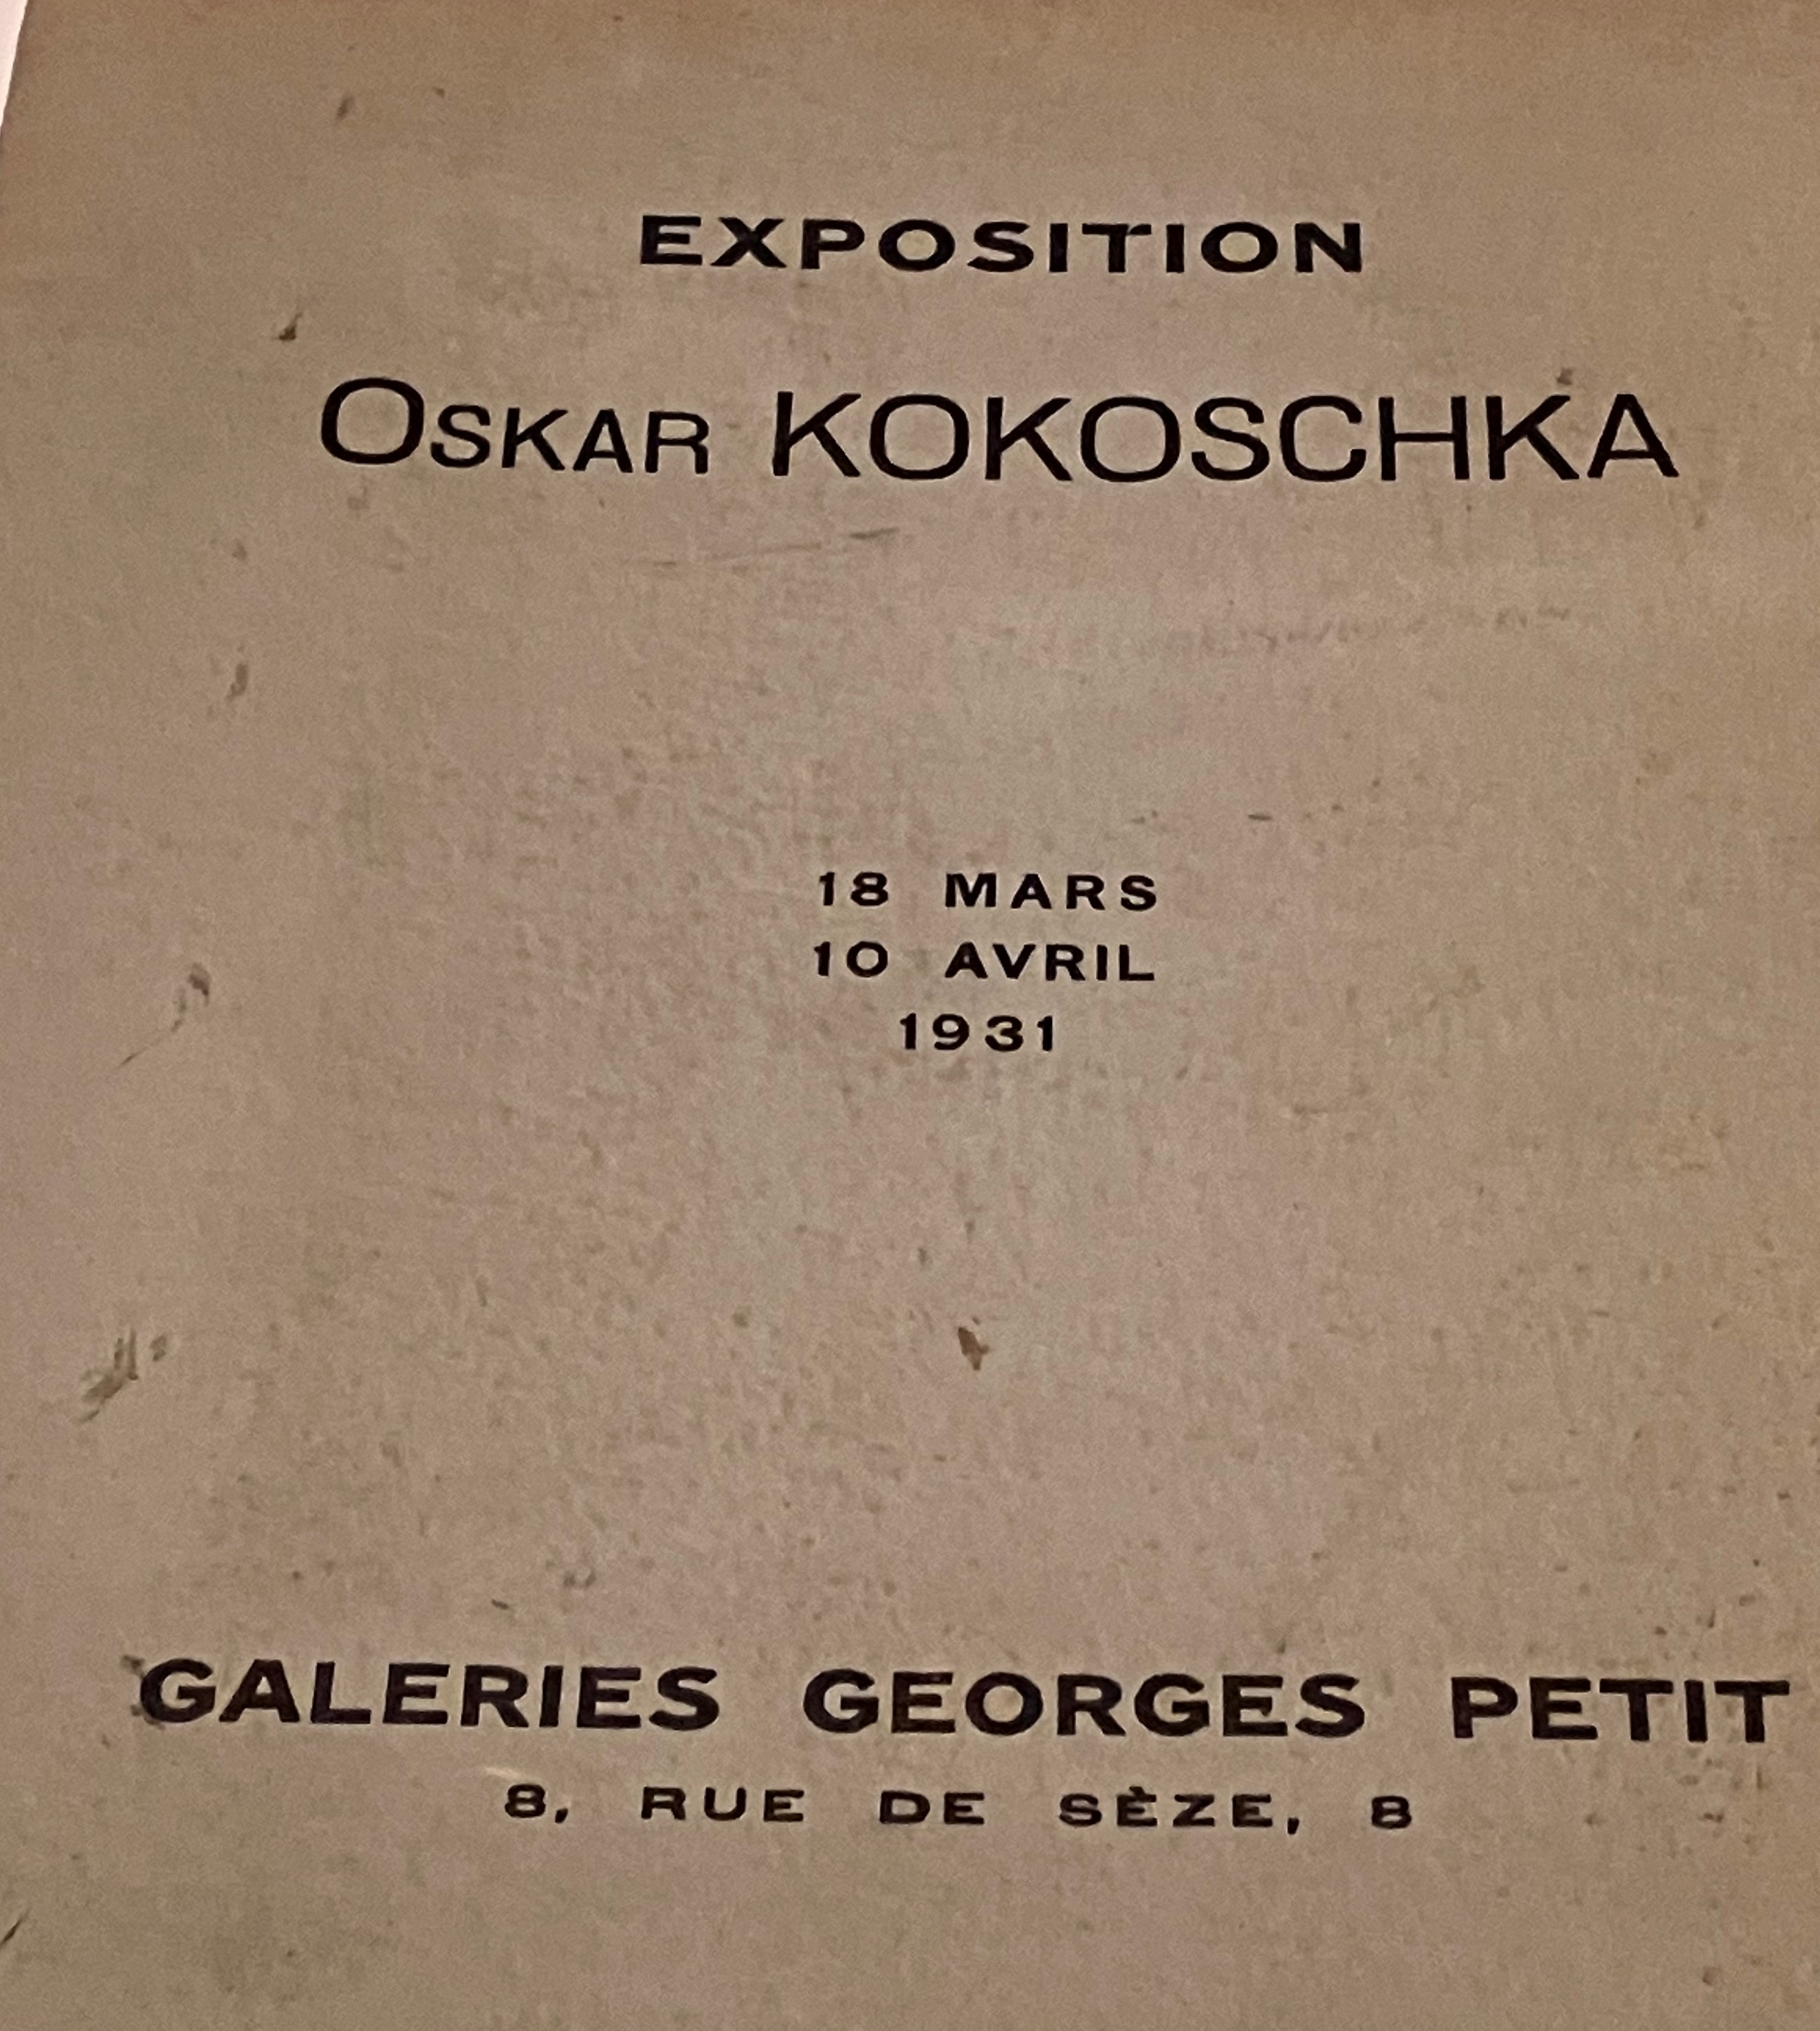 EXPOSITION
OSKAR KOKOSCHKA
18 MARS
10 AVRIL
1931
GALERIES GEORGES PETIT
8, RUE DE SÈZE, 8